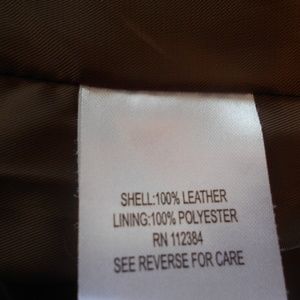 SHELL:100% LEATHER
LINING:100% POLYESTER
RN 112384
SEE REVERSE FOR CARE